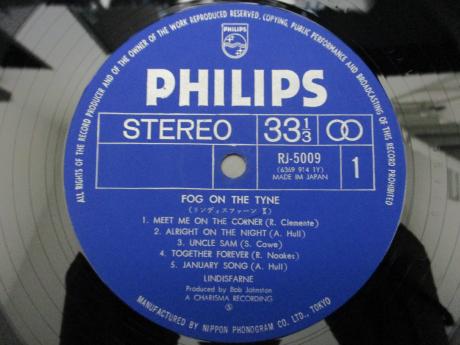 ALL RIGHTS OF THE RECORD PRODUCER AND OF THE OWNER OF THE WORK REPRODUCED RESERVED. COPYING, PUBLIC PERFORMANCE AND BROADCASTING OF THIS RECORD PROHIBITED
PHILIPS
PHILIPS
STEREO 33 1/3
RJ-5009
(6369 914 1Y)
MADE IN JAPAN
1
FOG ON THE TYNE
(リンディスファーン II)
1. MEET ME ON THE CORNER (R. Clemente)
2. ALRIGHT ON THE NIGHT (A. Hull)
3. UNCLE SAM (S. Cowe)
4. TOGETHER FOREVER (R. Noakes)
5. JANUARY SONG (A. Hull)
LINDISFARNE
Produced by Bob Johnston
A CHARISMA RECORDING Ⓢ
MANUFACTURED BY NIPPON PHONOGRAM CO., LTD., TOKYO